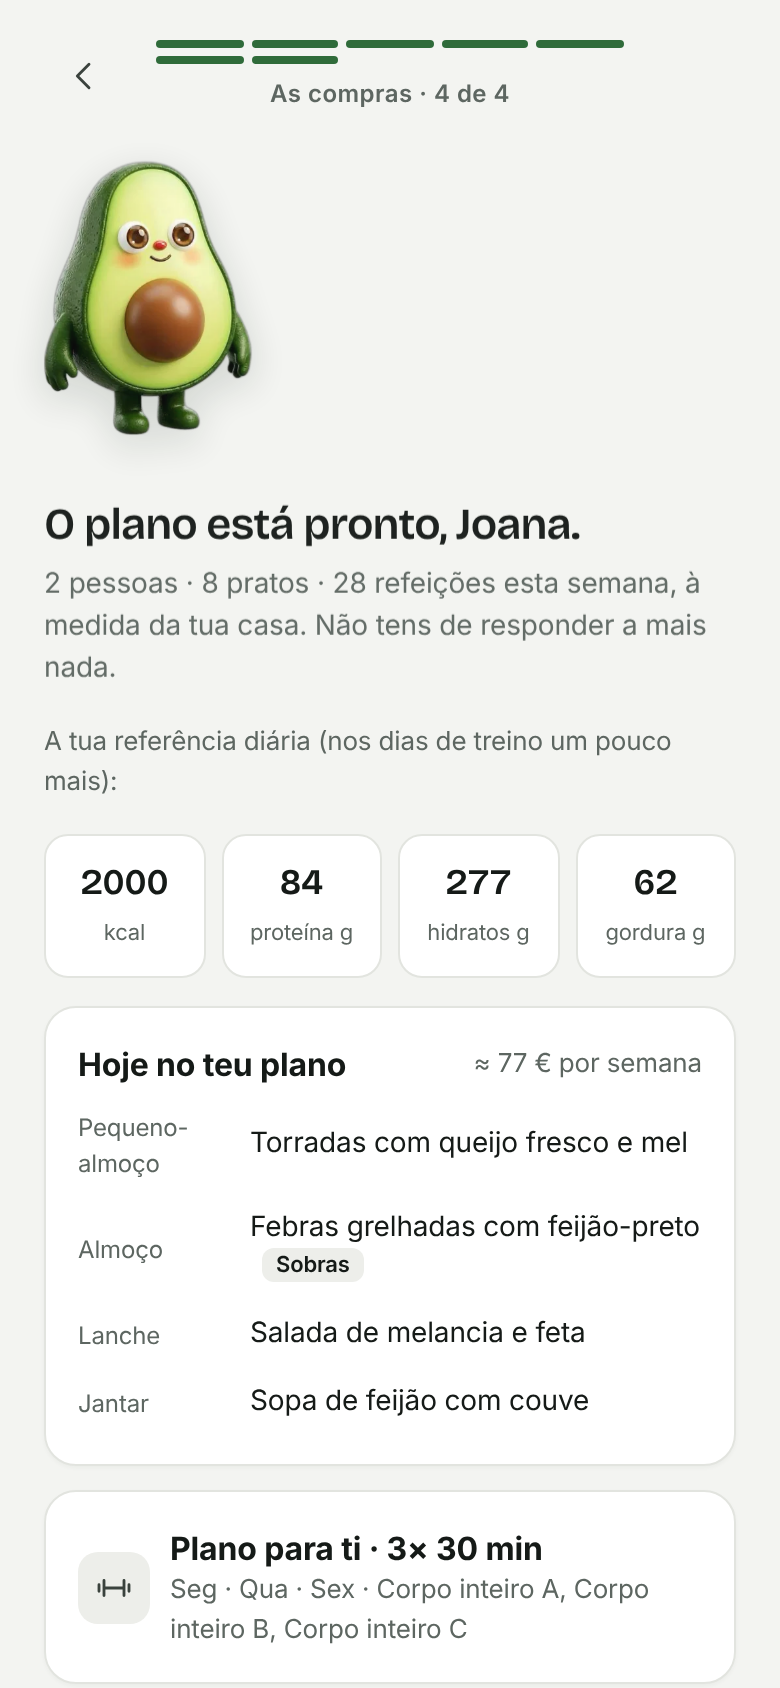 As compras · 4 de 4
O plano está pronto, Joana.
2 pessoas · 8 pratos · 28 refeições esta semana, à
medida da tua casa. Não tens de responder a mais
nada.
A tua referência diária (nos dias de treino um pouco
mais):
2000
kcal
84
proteína g
277
hidratos g
62
gordura g
Hoje no teu plano
≈ 77 € por semana
Pequeno-
almoço
Torradas com queijo fresco e mel
Almoço
Febras grelhadas com feijão-preto
Sobras
Lanche
Salada de melancia e feta
Jantar
Sopa de feijão com couve
Plano para ti · 3× 30 min
Seg · Qua · Sex · Corpo inteiro A, Corpo
inteiro B, Corpo inteiro C